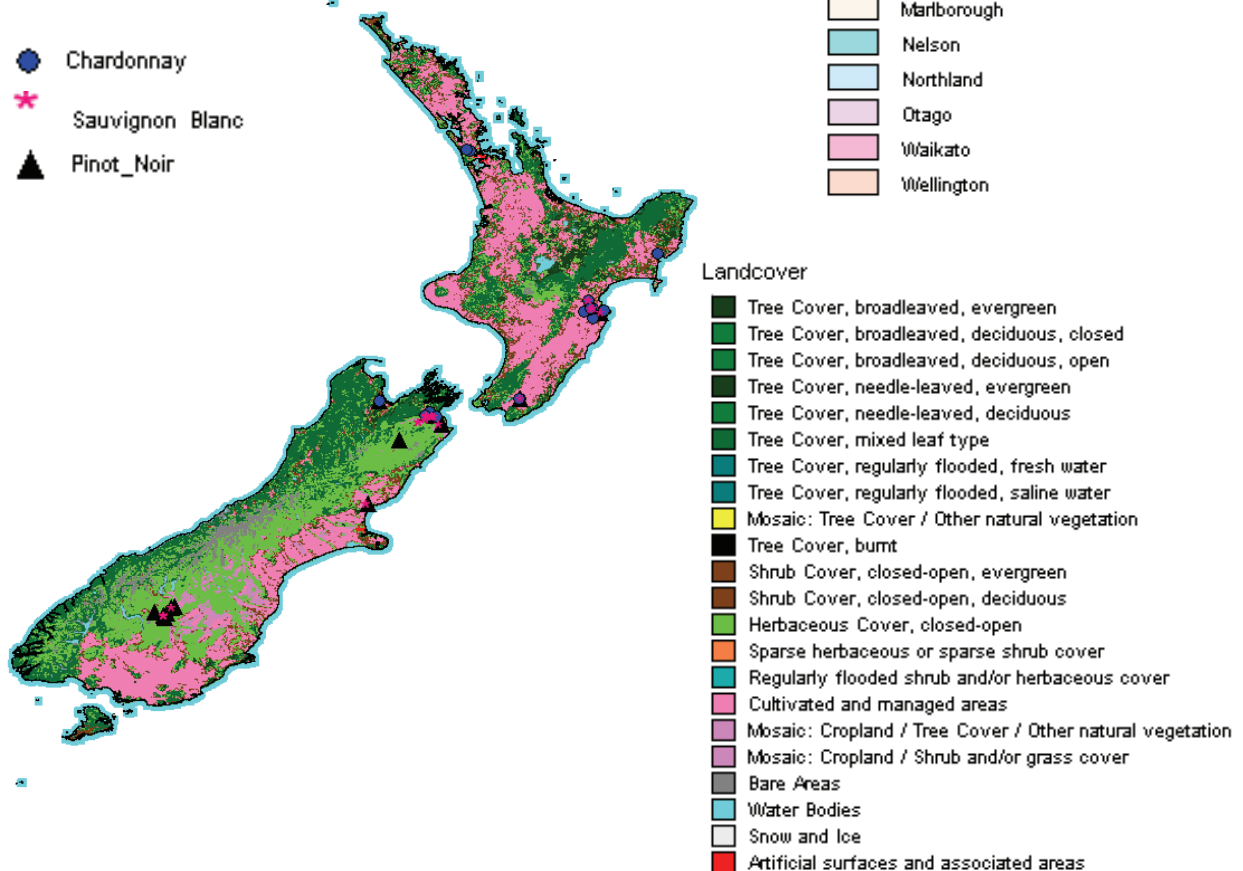 Chardonnay
Sauvignon Blanc
Pinot_Noir
Marlborough
Nelson
Northland
Otago
Waikato
Wellington
Landcover
Tree Cover, broadleaved, evergreen
Tree Cover, broadleaved, deciduous, closed
Tree Cover, broadleaved, deciduous, open
Tree Cover, needle-leaved, evergreen
Tree Cover, needle-leaved, deciduous
Tree Cover, mixed leaf type
Tree Cover, regularly flooded, fresh water
Tree Cover, regularly flooded, saline water
Mosaic: Tree Cover / Other natural vegetation
Tree Cover, burnt
Shrub Cover, closed-open, evergreen
Shrub Cover, closed-open, deciduous
Herbaceous Cover, closed-open
Sparse herbaceous or sparse shrub cover
Regularly flooded shrub and/or herbaceous cover
Cultivated and managed areas
Mosaic: Cropland / Tree Cover / Other natural vegetation
Mosaic: Cropland / Shrub and/or grass cover
Bare Areas
Water Bodies
Snow and Ice
Artificial surfaces and associated areas